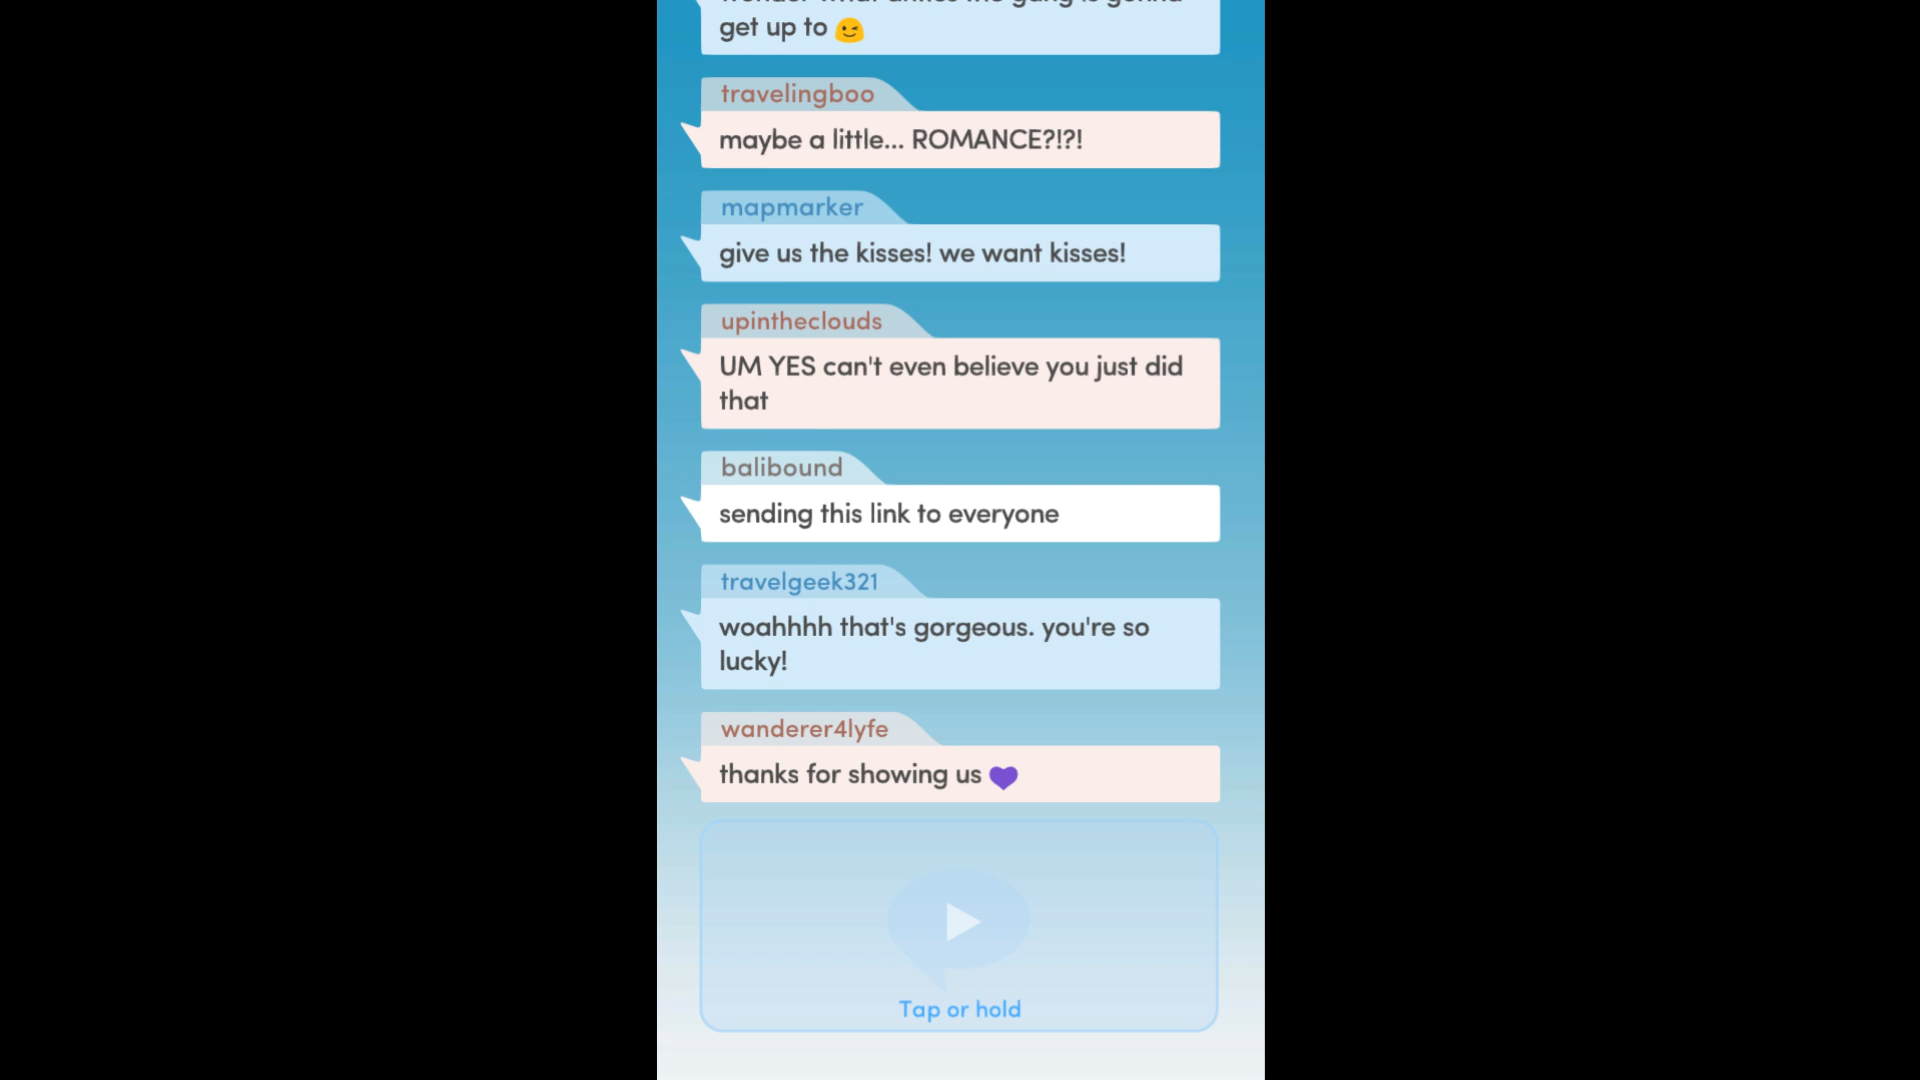 get up to 😉
travelingboo
maybe a little... ROMANCE?!?!
mapmarker
give us the kisses! we want kisses!
upintheclouds
UM YES can't even believe you just did
that
balibound
sending this link to everyone
travelgeek321
woahhhh that's gorgeous. you're so
lucky!
wanderer4lyfe
thanks for showing us 💜
Tap or hold